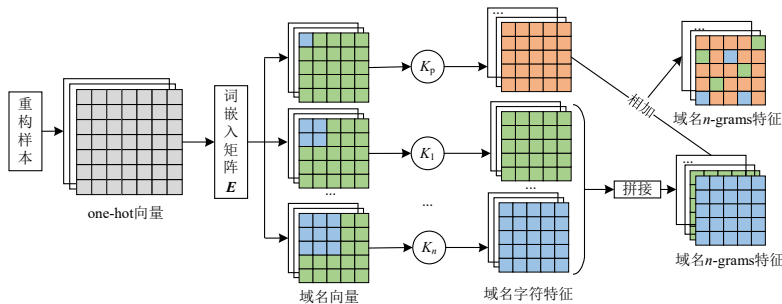 重构样本
one-hot向量
词嵌入矩阵E
...
...
域名向量
Kp
K1
...
Kn
...
...
...
域名字符特征
拼接
相加
...
域名n-grams特征
...
域名n-grams特征